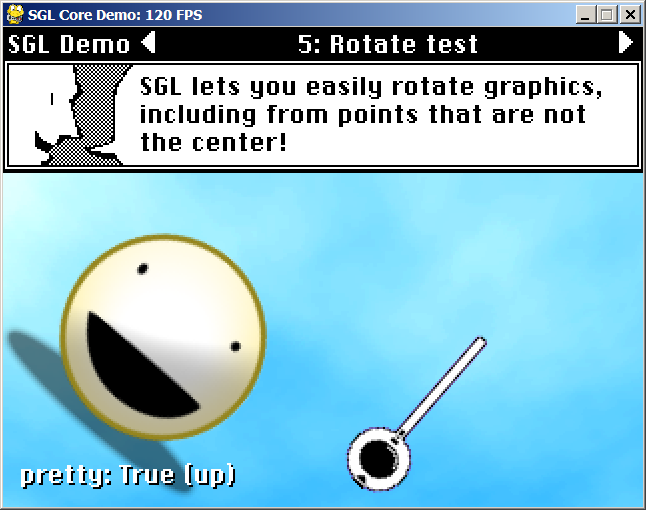 SGL Core Demo: 120 FPS
SGL Demo 5: Rotate test
SGL lets you easily rotate graphics,
including from points that are not
the center!
pretty: True (up)